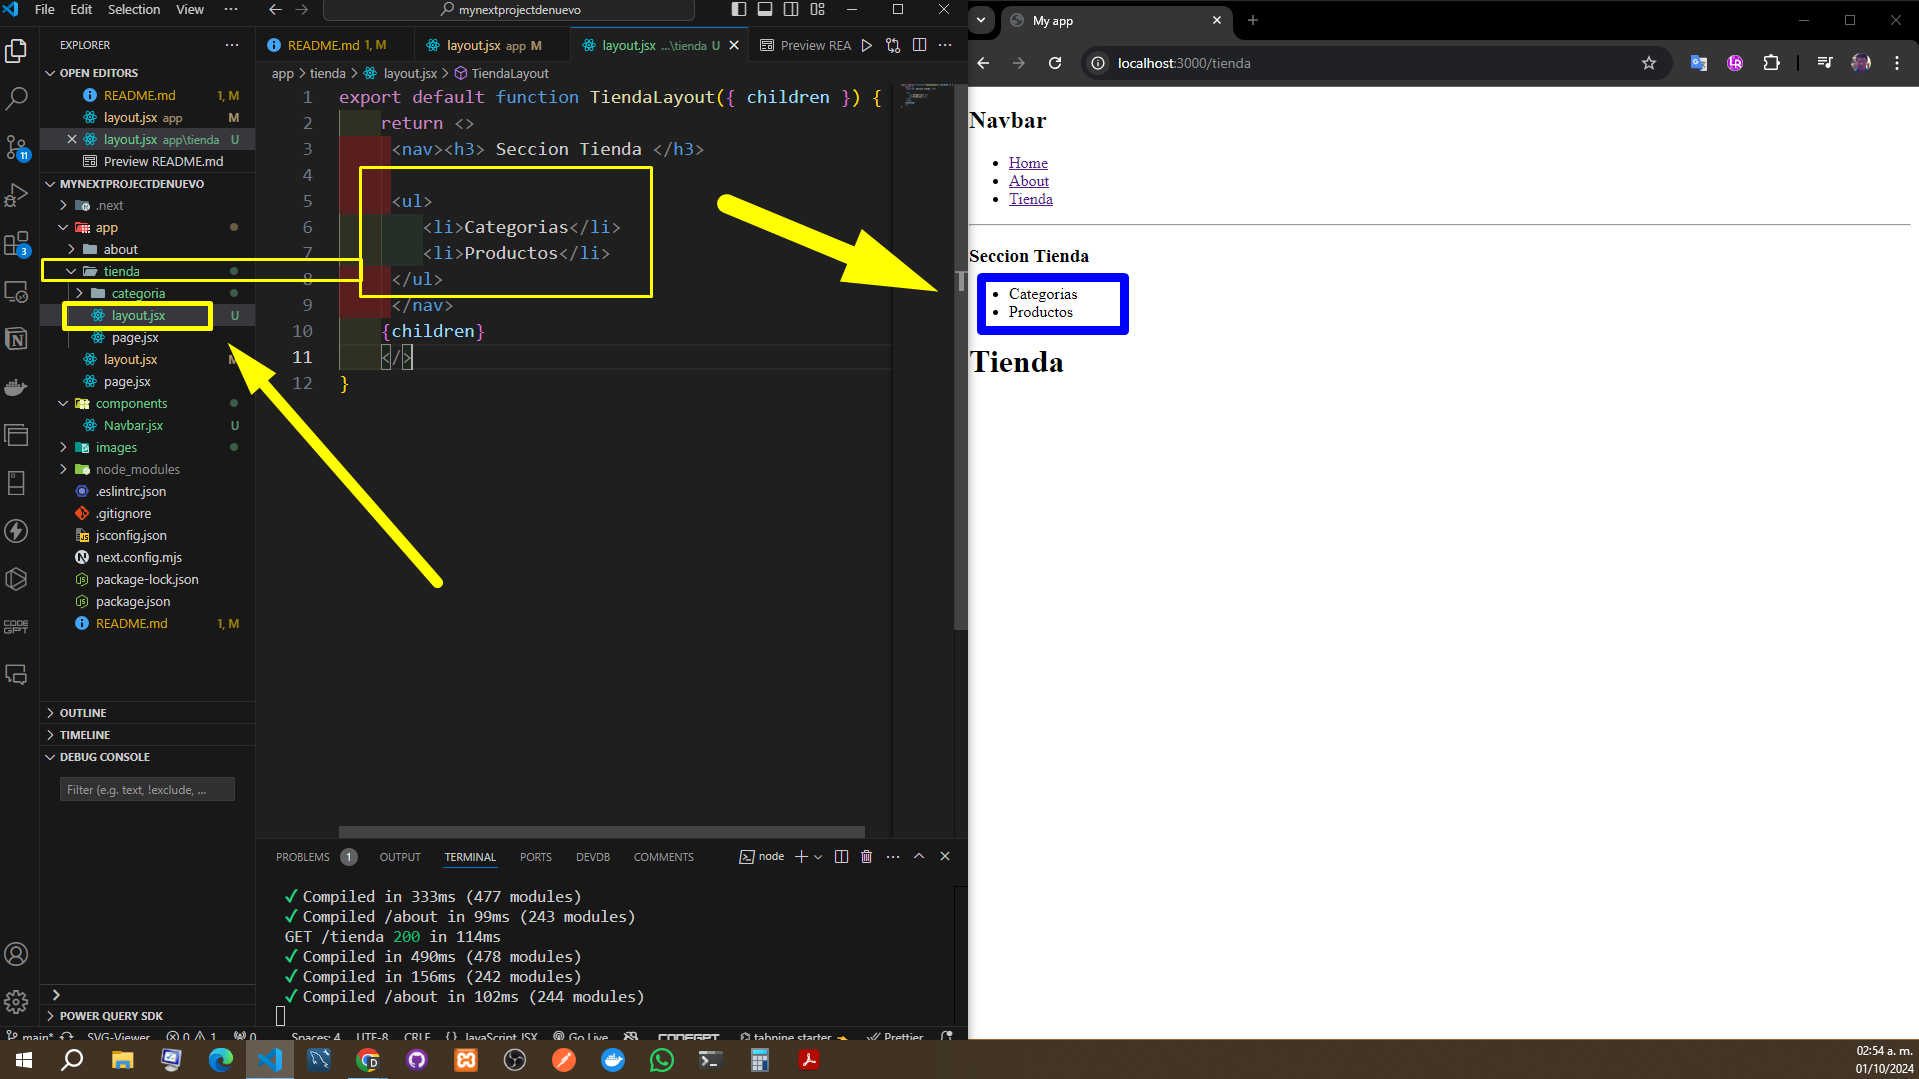 File Edit Selection View ··· mynextprojectdenuevo
EXPLORER
OPEN EDITORS
README.md 1, M
layout.jsx app M
layout.jsx app\tienda U
Preview README.md
MYNEXTPROJECTDENUEVO
.next
app
about
tienda
categoria
layout.jsx U
page.jsx
layout.jsx
page.jsx
components
Navbar.jsx U
images
node_modules
.eslintrc.json
.gitignore
jsconfig.json
next.config.mjs
package-lock.json
package.json
README.md 1, M
OUTLINE
TIMELINE
DEBUG CONSOLE
Filter (e.g. text, !exclude, ...
POWER QUERY SDK
11
3
CODE
GPT
README.md 1, M layout.jsx app M layout.jsx ...\tienda U Preview REA
app > tienda > layout.jsx > TiendaLayout
1 export default function TiendaLayout({ children }) {
2 return <>
3 <nav><h3> Seccion Tienda </h3>
4
5 <ul>
6 <li>Categorias</li>
7 <li>Productos</li>
8 </ul>
9 </nav>
10 {children}
11 </>
12 }
PROBLEMS 1 OUTPUT TERMINAL PORTS DEVDB COMMENTS node
✓ Compiled in 333ms (477 modules)
✓ Compiled /about in 99ms (243 modules)
GET /tienda 200 in 114ms
✓ Compiled in 490ms (478 modules)
✓ Compiled in 156ms (242 modules)
✓ Compiled /about in 102ms (244 modules)
main* SVG-Viewer 0 1 0 Spaces: 4 UTF-8 CRLF {} JavaScript JSX Go Live CODEGPT tabnine starter Prettier
My app
localhost:3000/tienda
Navbar
• Home
• About
• Tienda
Seccion Tienda
• Categorias
• Productos
Tienda
02:54 a. m.
01/10/2024